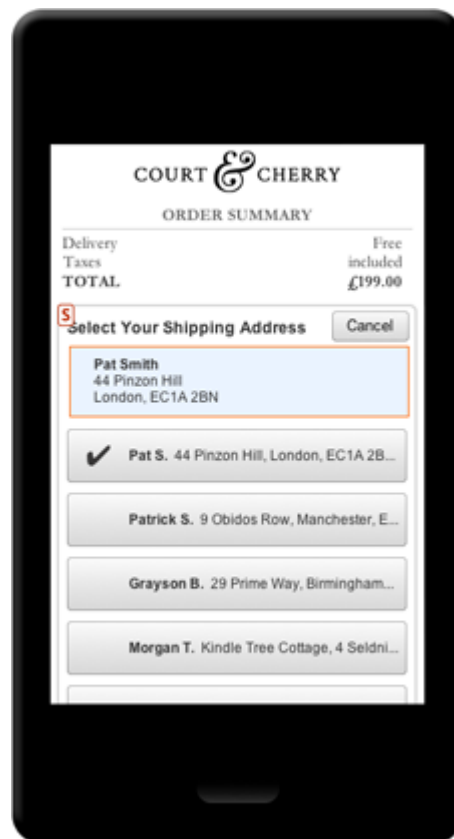 COURT & CHERRY
ORDER SUMMARY
Delivery Free
Taxes included
TOTAL £199.00
S
Select Your Shipping Address Cancel
Pat Smith
44 Pinzon Hill
London, EC1A 2BN
✔ Pat S. 44 Pinzon Hill, London, EC1A 2B...
Patrick S. 9 Obidos Row, Manchester, E...
Grayson B. 29 Prime Way, Birmingham...
Morgan T. Kindle Tree Cottage, 4 Seldni...